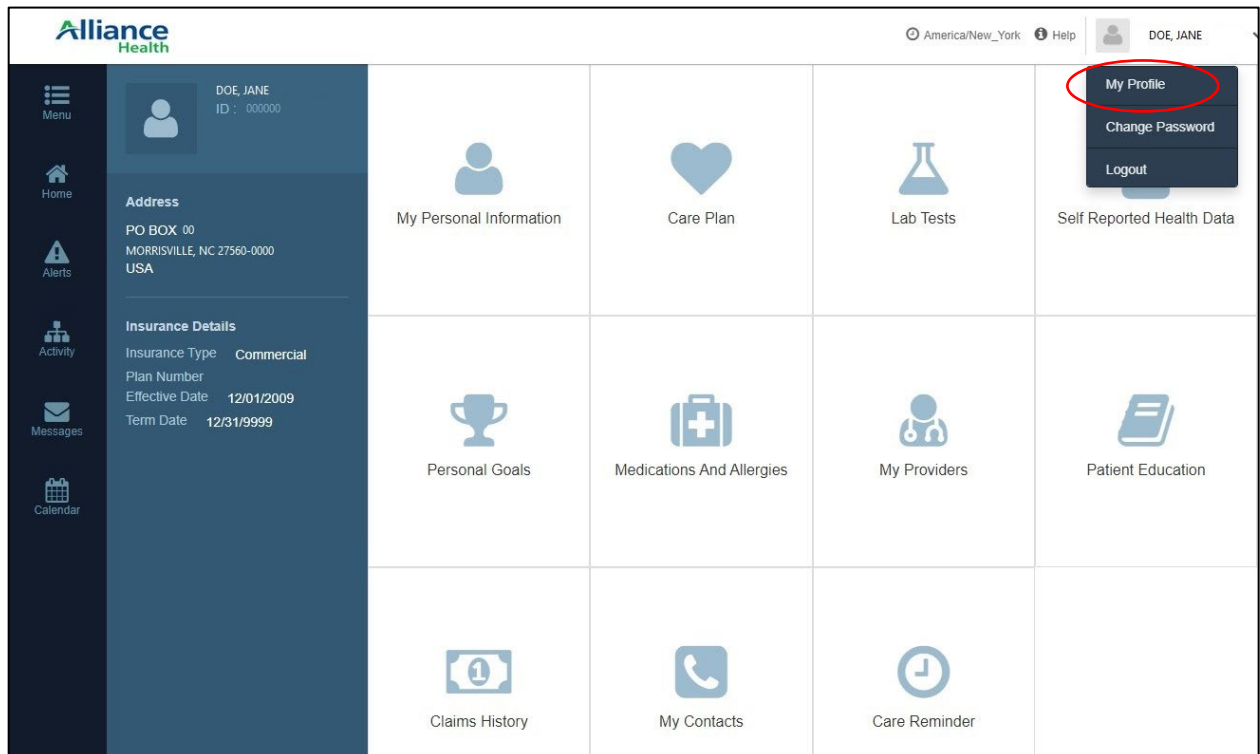 Alliance
Health
America/New_York Help DOE, JANE
My Profile
Change Password
Logout
Menu
Home
Alerts
Activity
Messages
Calendar
DOE, JANE
ID : 000000
Address
PO BOX 00
MORRISVILLE, NC 27560-0000
USA
Insurance Details
Insurance Type Commercial
Plan Number
Effective Date 12/01/2009
Term Date 12/31/9999
My Personal Information
Care Plan
Lab Tests
Self Reported Health Data
Personal Goals
Medications And Allergies
My Providers
Patient Education
1
Claims History
My Contacts
Care Reminder